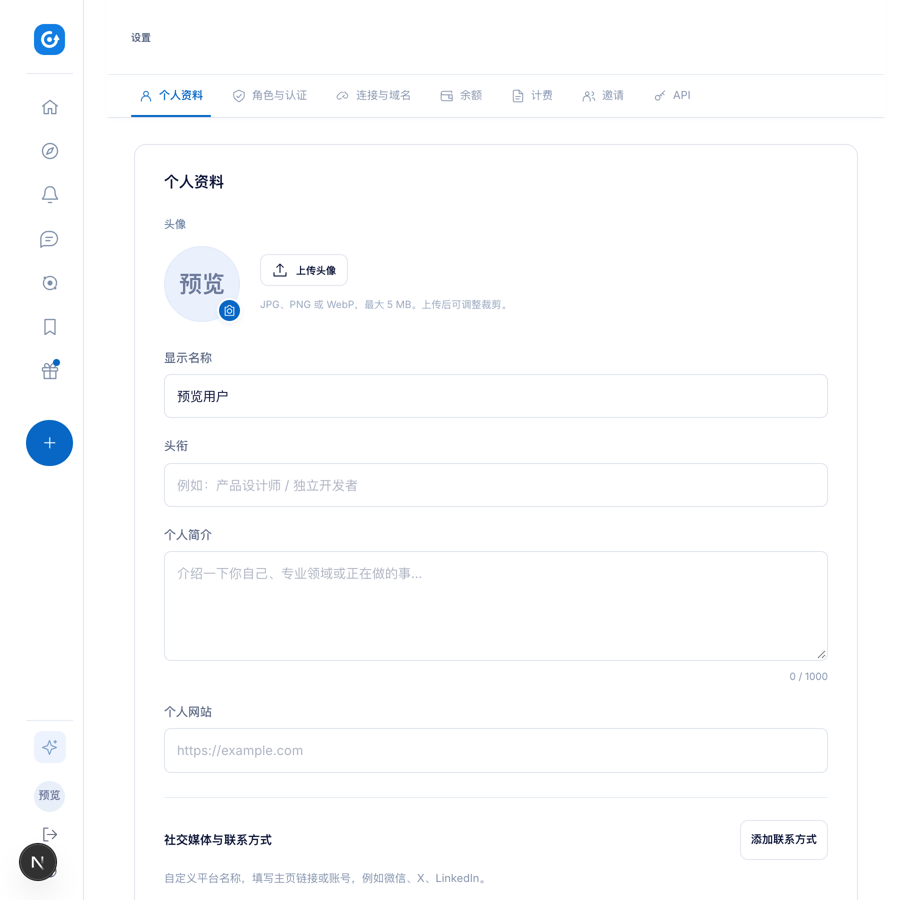 设置
个人资料
角色与认证
连接与域名
余额
计费
邀请
API
个人资料
头像
预览
上传头像
JPG、PNG 或 WebP，最大 5 MB。上传后可调整裁剪。
显示名称
预览用户
头衔
例如：产品设计师 / 独立开发者
个人简介
介绍一下你自己、专业领域或正在做的事...
0 / 1000
个人网站
https://example.com
预览
社交媒体与联系方式
添加联系方式
N
自定义平台名称，填写主页链接或账号，例如微信、X、LinkedIn。